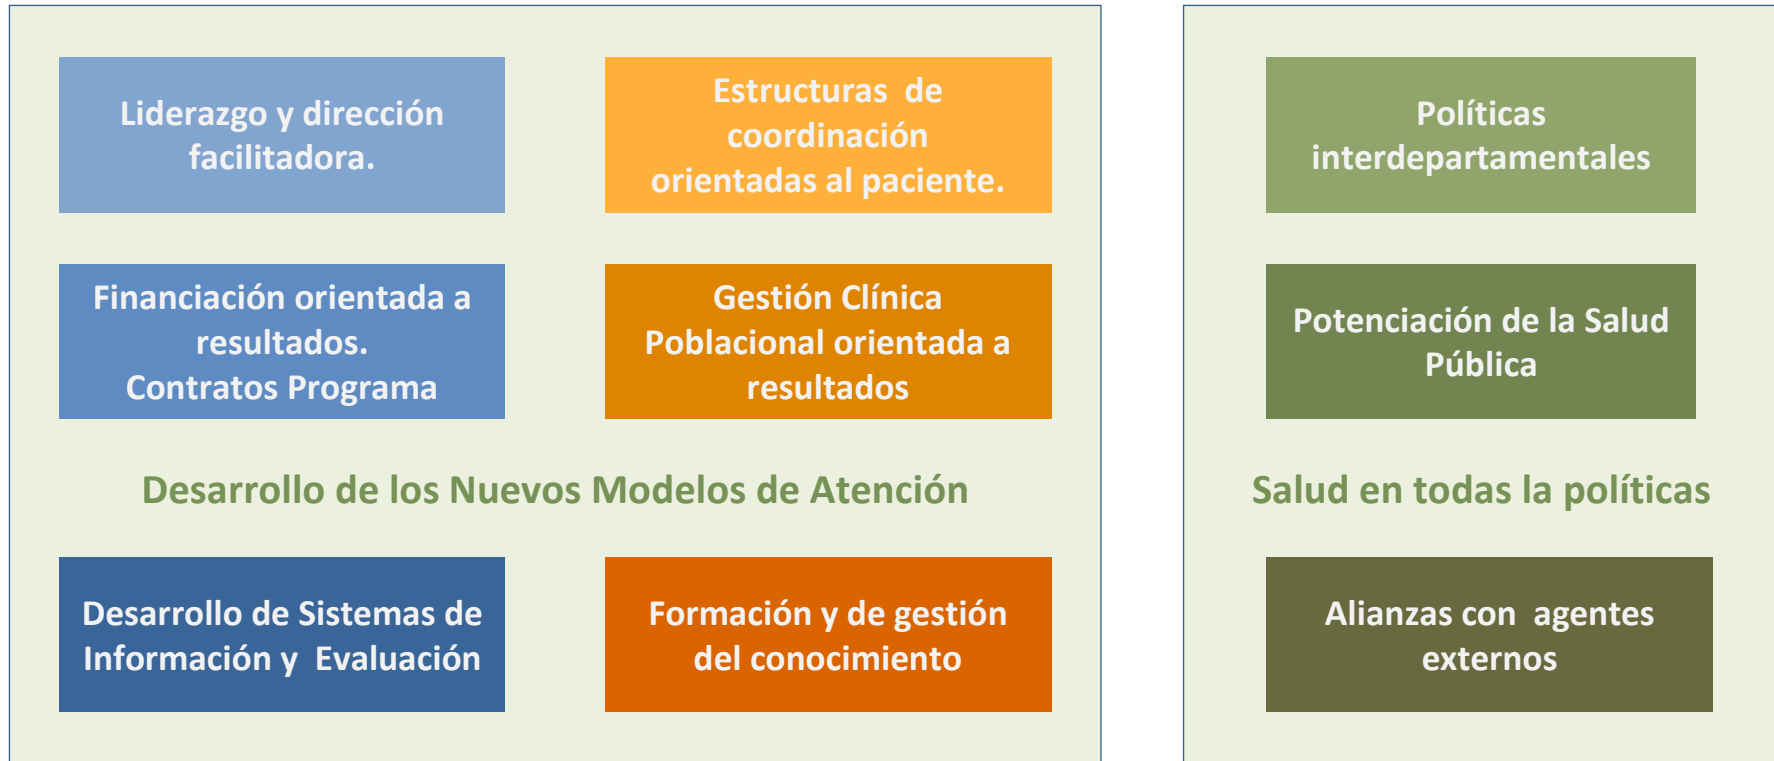 Liderazgo y dirección
facilitadora.
Estructuras de
coordinación
orientadas al paciente.
Financiación orientada a
resultados.
Contratos Programa
Gestión Clínica
Poblacional orientada a
resultados
Desarrollo de los Nuevos Modelos de Atención
Desarrollo de Sistemas de
Información y Evaluación
Formación y de gestión
del conocimiento
Políticas
interdepartamentales
Potenciación de la Salud
Pública
Salud en todas la políticas
Alianzas con agentes
externos